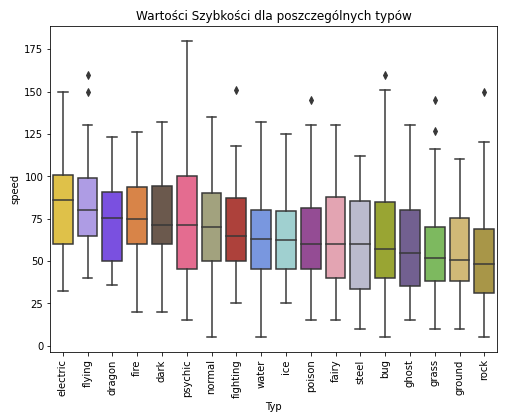 Wartości Szybkości dla poszczególnych typów
speed
175
150
125
100
75
50
25
0
electric
flying
dragon
fire
dark
psychic
normal
fighting
water
ice
poison
fairy
steel
bug
ghost
grass
ground
rock
Typ